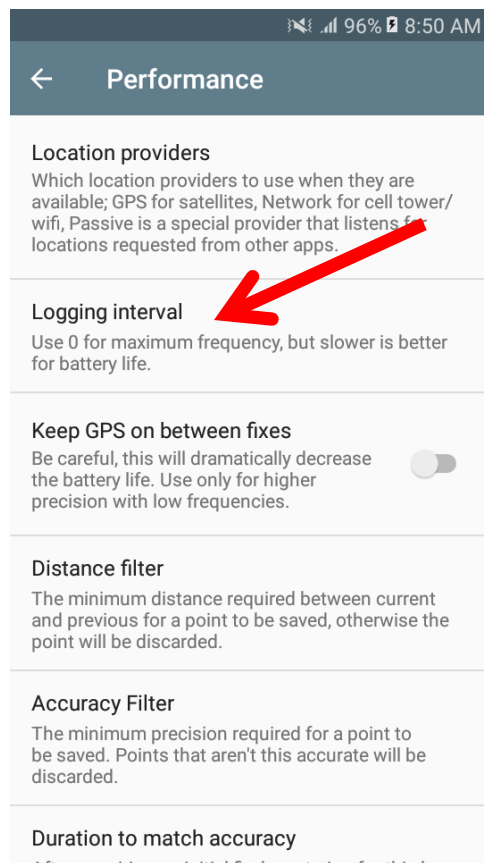 96% 8:50 AM
Performance
Location providers
Which location providers to use when they are
available; GPS for satellites, Network for cell tower/
wifi, Passive is a special provider that listens for
locations requested from other apps.
Logging interval
Use 0 for maximum frequency, but slower is better
for battery life.
Keep GPS on between fixes
Be careful, this will dramatically decrease
the battery life. Use only for higher
precision with low frequencies.
Distance filter
The minimum distance required between current
and previous for a point to be saved, otherwise the
point will be discarded.
Accuracy Filter
The minimum precision required for a point to
be saved. Points that aren't this accurate will be
discarded.
Duration to match accuracy